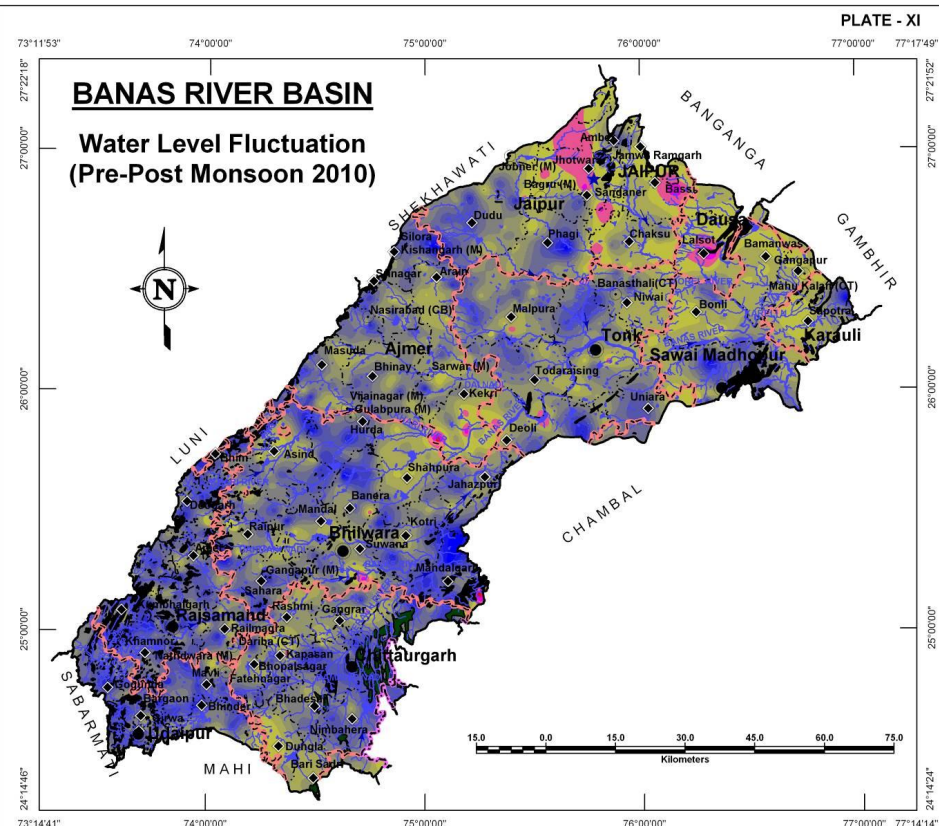 PLATE - XI
73°11'53" 74°00'00" 75°00'00" 76°00'00" 77°00'00" 77°17'49"
27°22'18"
27°21'52"
BANAS RIVER BASIN
Water Level Fluctuation
(Pre-Post Monsoon 2010)
BANGANGA
27°00'00"
27°00'00"
Jamwa Ramgarh
Jhotwara
Jobner (M)
JAIPUR
Bagru (M)
Bassi
Sanganer
SHEKHAWATI
Jaipur
Dausa
GAMBHIR
Dudu
Phagi
Chaksu
Lalsot
Bamanwas
Silora
Kishangarh (M)
Gangapur
N
Arain
Banasthali(CT)
Mahu Kalan (CT)
Niwai
Nasirabad (CB)
Malpura
Bonli
Sapotra
Tonk
Karauli
BANAS RIVER
Masuda
Ajmer
Sawai Madhopur
Bhinay
Sarwar (M)
Todaraising
26°00'00"
26°00'00"
Vijainagar (M)
Kekri
Uniara
Gulabpura (M)
Hurda
Deoli
LUNI
Bhim
Asind
Shahpura
Jahazpur
CHAMBAL
Banera
Mandal
Kotri
Raipur
Bhilwara
Suwana
Gangapur (M)
Mandalgarh
Sahara
25°00'00"
25°00'00"
Kumbhalgarh
Rashmi
Gangrar
Rajsamand
Railmagra
Khamnor
Dariba (CT)
Nathdwara (M)
Kapasan
Chittaurgarh
Bhopalsagar
Mavli
Fatehnagar
SABARMATI
Gogunda
Bargaon
Bhinder
Bhadesar
Girwa
Nimbahera
Udaipur
Dungla
MAHI
Bari Sadri
15.0 0.0 15.0 30.0 45.0 60.0 75.0
Kilometers
24°14'46"
24°14'24"
73°14'41" 74°00'00" 75°00'00" 76°00'00" 77°00'00" 77°14'14"